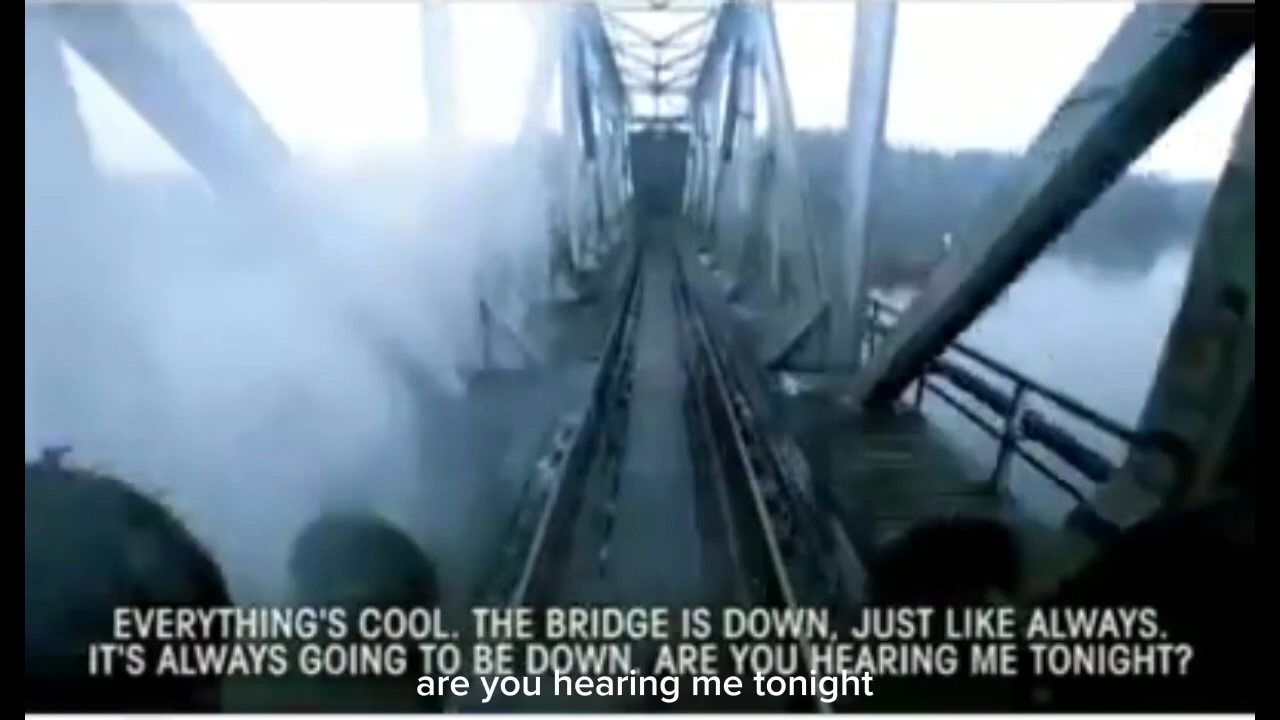 EVERYTHING'S COOL. THE BRIDGE IS DOWN, JUST LIKE ALWAYS.
IT'S ALWAYS GOING TO BE DOWN. ARE YOU HEARING ME TONIGHT?
are you hearing me tonight